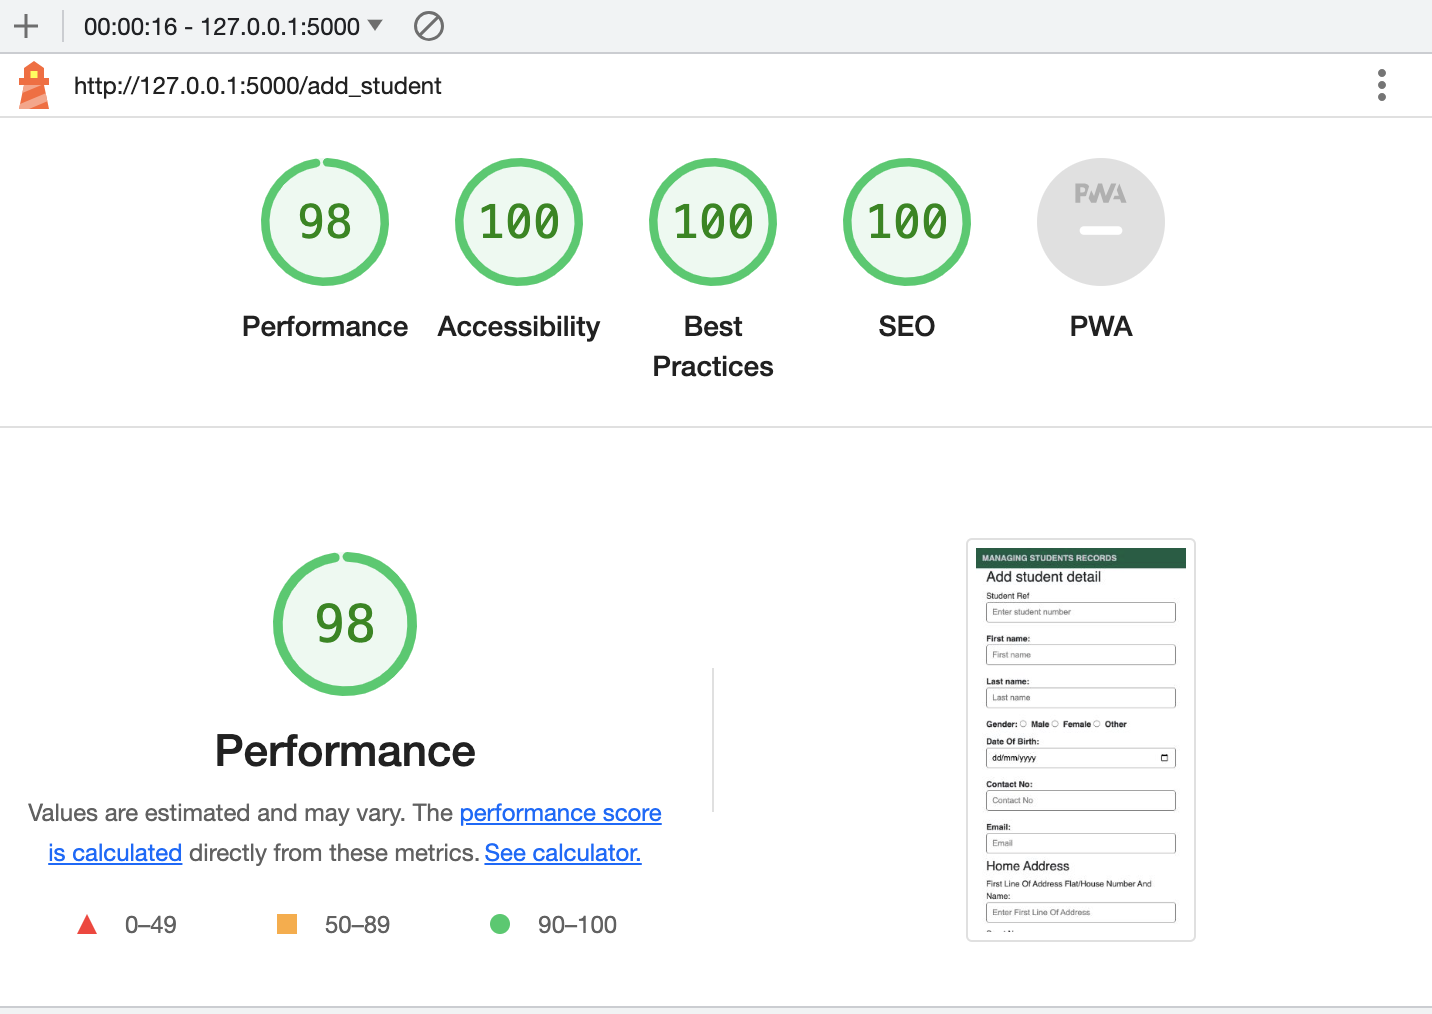 00:00:16 - 127.0.0.1:5000
http://127.0.0.1:5000/add_student
98
100
100
100
PWA
Performance
Accessibility
Best
Practices
SEO
PWA
98
Performance
Values are estimated and may vary. The performance score
is calculated directly from these metrics. See calculator.
0–49
50–89
90–100
MANAGING STUDENTS RECORDS
Add student detail
Student Ref
Enter student number
First name:
First name
Last name:
Last name
Gender: Male Female Other
Date Of Birth:
dd/mm/yyyy
Contact No:
Contact No
Email:
Email
Home Address
First Line Of Address Flat/House Number And
Name:
Enter First Line Of Address